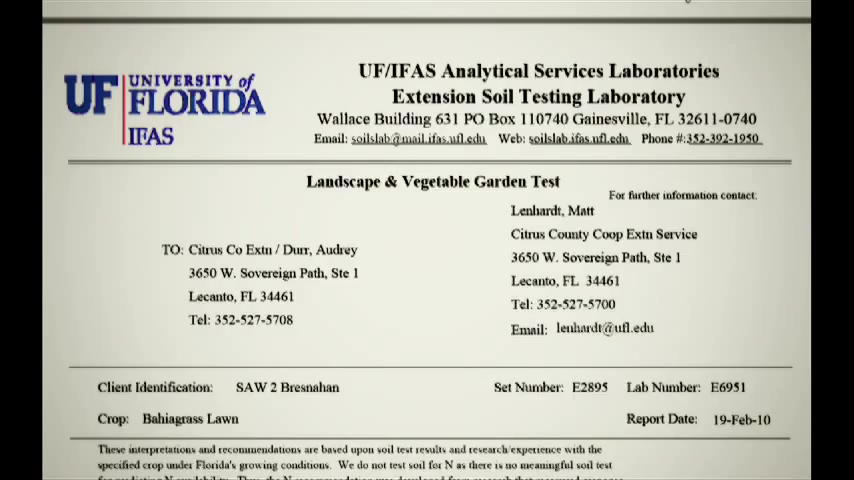 UF UNIVERSITY of
FLORIDA
IFAS
UF/IFAS Analytical Services Laboratories
Extension Soil Testing Laboratory
Wallace Building 631 PO Box 110740 Gainesville, FL 32611-0740
Email: soilslab@mail.ifas.ufl.edu Web: soilslab.ifas.ufl.edu Phone #:352-392-1950
Landscape & Vegetable Garden Test
For further information contact:
Lenhardt, Matt
Citrus County Coop Extn Service
3650 W. Sovereign Path, Ste 1
Lecanto, FL 34461
Tel: 352-527-5700
Email: lenhardt@ufl.edu
TO: Citrus Co Extn / Durr, Audrey
3650 W. Sovereign Path, Ste 1
Lecanto, FL 34461
Tel: 352-527-5708
Client Identification: SAW 2 Bresnahan Set Number: E2895 Lab Number: E6951
Crop: Bahiagrass Lawn Report Date: 19-Feb-10
These interpretations and recommendations are based upon soil test results and research/experience with the
specified crop under Florida's growing conditions. We do not test soil for N as there is no meaningful soil test